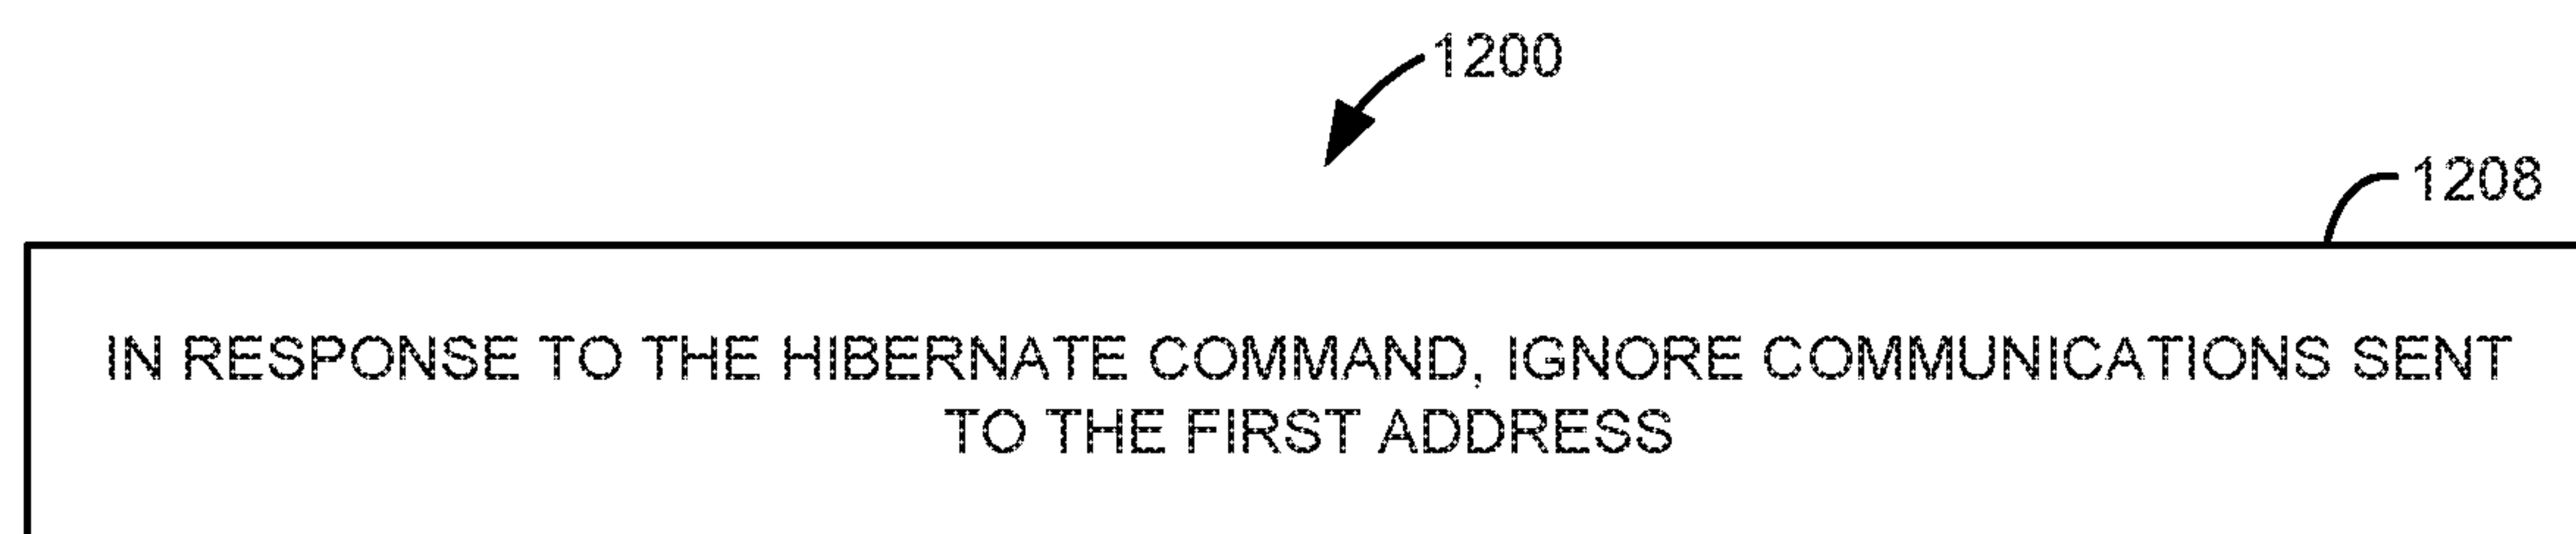 1200
1208
IN RESPONSE TO THE HIBERNATE COMMAND, IGNORE COMMUNICATIONS SENT
TO THE FIRST ADDRESS